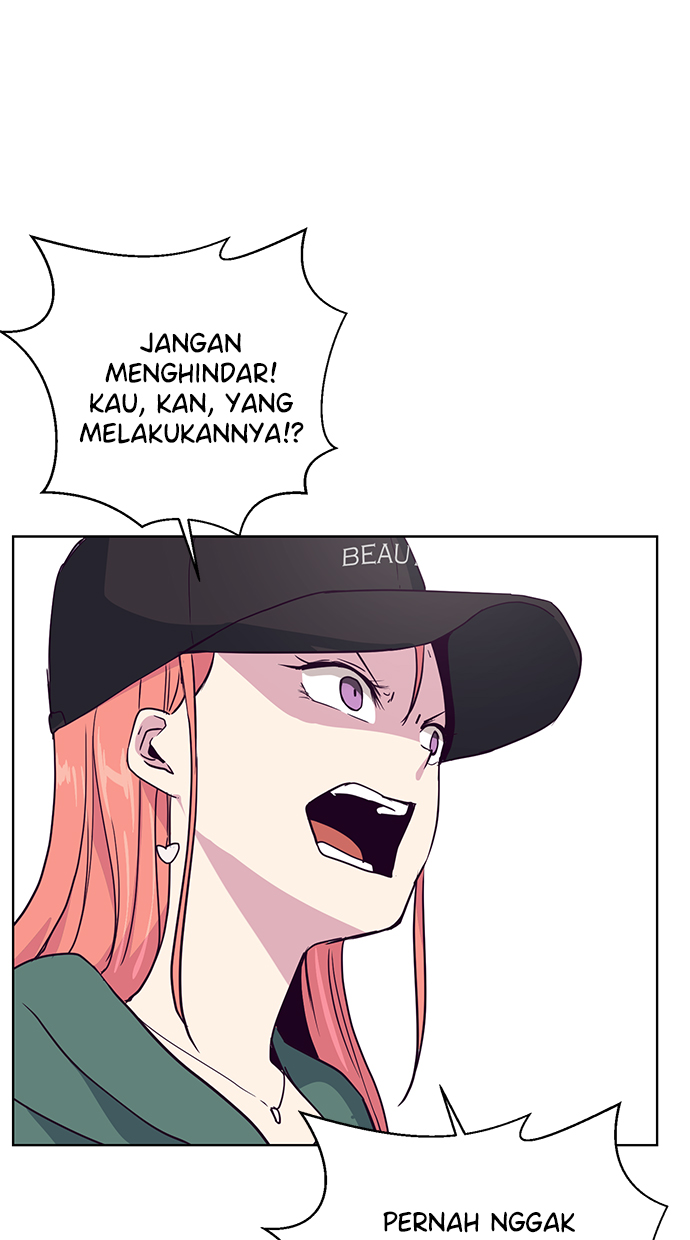 JANGAN
MENGHINDAR!
KAU, KAN, YANG
MELAKUKANNYA!?
BEAU
PERNAH NGGAK